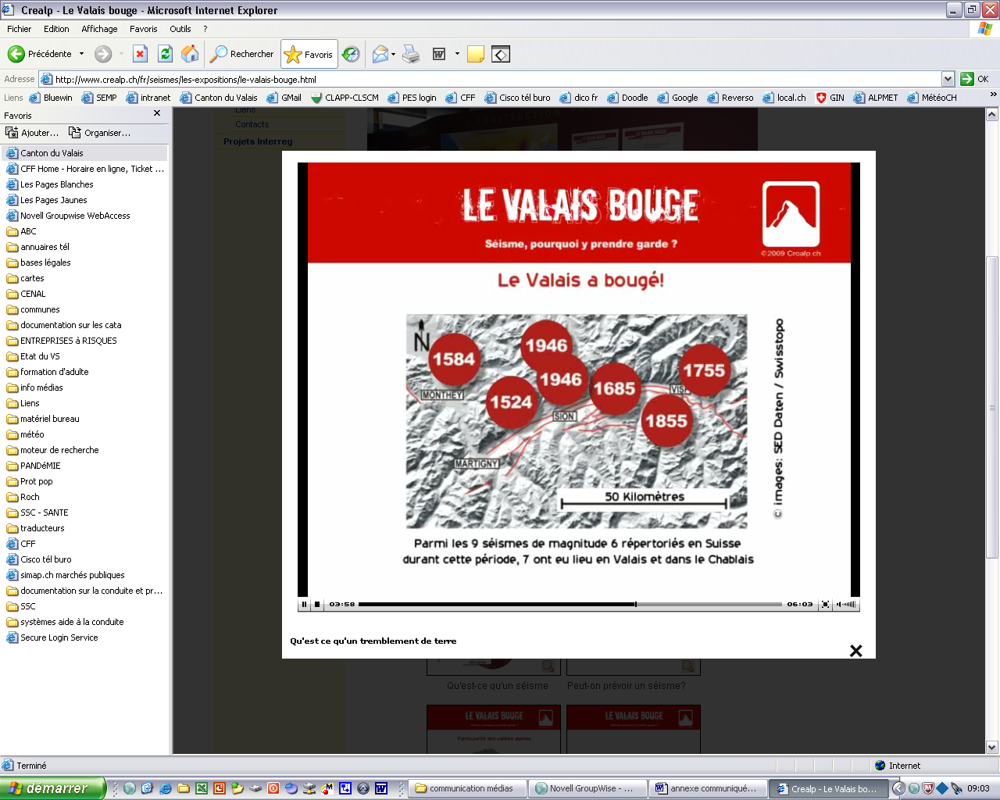 Crealp - Le Valais bouge - Microsoft Internet Explorer
Fichier Edition Affichage Favoris Outils ?
Précédente Rechercher Favoris
Adresse http://www.crealp.ch/fr/seismes/les-expositions/le-valais-bouge.html OK
Liens Bluewin SEMP intranet Canton du Valais GMail CLAPP-CLSCM PES login CFF Cisco tél buro dico fr Doodle Google Reverso local.ch GIN ALPMET MétéoCH »
Favoris
Ajouter... Organiser...
Canton du Valais
CFF Home - Horaire en ligne, Ticket ...
Les Pages Blanches
Les Pages Jaunes
Novell Groupwise WebAccess
ABC
annuaires tél
bases légales
cartes
CENAL
communes
documentation sur les cata
ENTREPRISES à RISQUES
Etat du VS
formation d'adulte
info médias
Liens
matériel bureau
météo
moteur de recherche
PANDéMIE
Prot pop
Roch
SSC - SANTE
traducteurs
CFF
Cisco tél buro
simap.ch marchés publiques
documentation sur la conduite et pr...
SSC
systèmes aide à la conduite
Secure Login Service
Liens
Contacts
Projets Interreg
LE VALAIS BOUGE
Séisme, pourquoi y prendre garde ?
©2009 Crealp.ch
Le Valais a bougé!
N
1584
1946
1946
1524
1685
1755
1855
MONTHEY
SION
VIS
MARTIGNY
50 Kilomètres
© images: SED Daten / Swisstopo
Parmi les 9 séismes de magnitude 6 répertoriés en Suisse
durant cette période, 7 ont eu lieu en Valais et dans le Chablais
03:58 06:03
Qu'est ce qu'un tremblement de terre
Qu'est-ce qu'un séisme Peut-on prévoir un séisme?
LE VALAIS BOUGE LE VALAIS BOUGE
Particularité des vallées alpines
Terminé Internet
démarrer communication médias Novell GroupWise - ... annexe communiqué... Crealp - Le Valais bo... 09:03